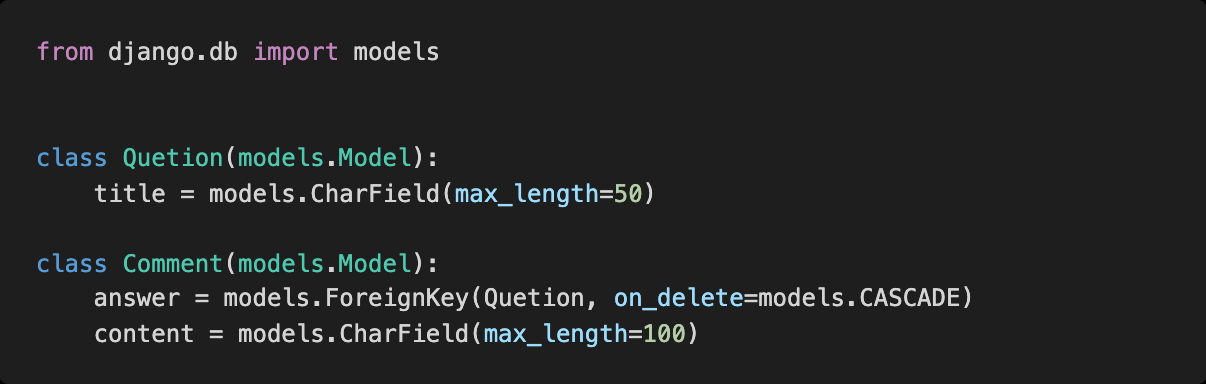 from django.db import models
class Quetion(models.Model):
    title = models.CharField(max_length=50)
class Comment(models.Model):
    answer = models.ForeignKey(Quetion, on_delete=models.CASCADE)
    content = models.CharField(max_length=100)